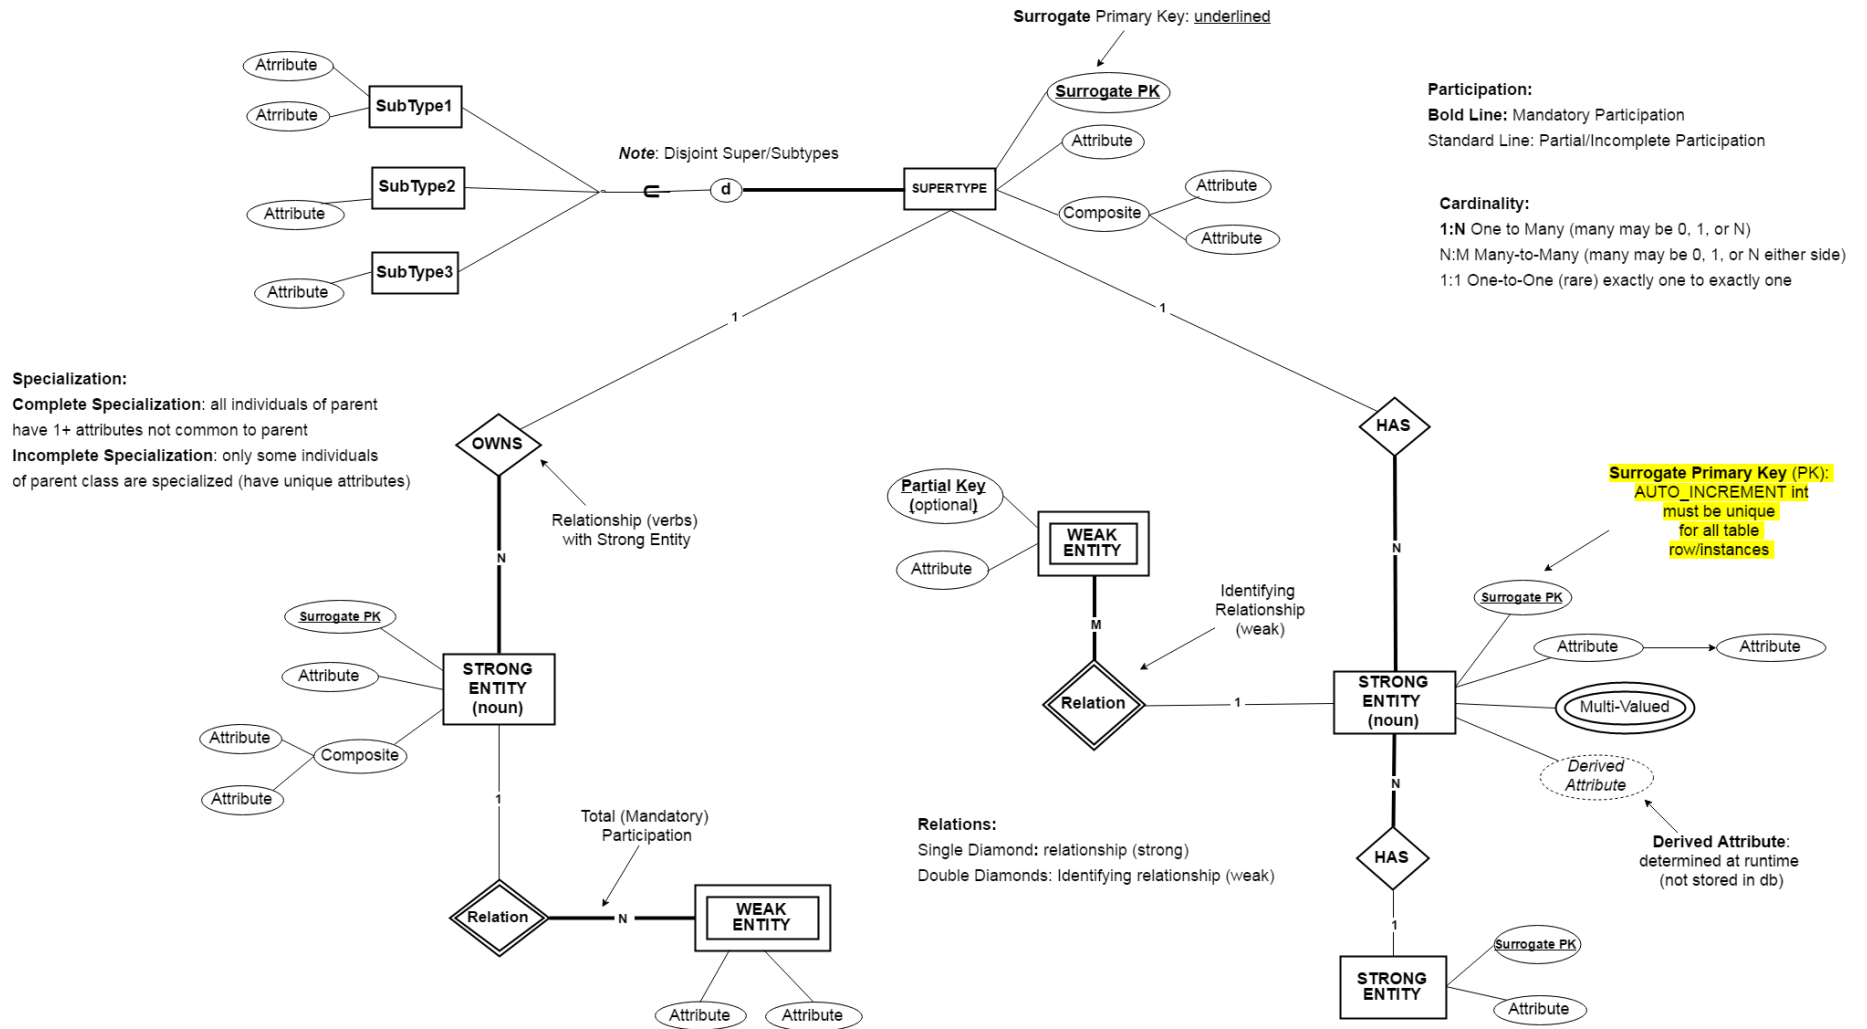 Surrogate Primary Key: underlined
Atrribute
Atrribute
SubType1
Note: Disjoint Super/Subtypes
SubType2
Attribute
SubType3
Attribute
d
SUPERTYPE
Surrogate PK
Attribute
Composite
Attribute
Attribute
Participation:
Bold Line: Mandatory Participation
Standard Line: Partial/Incomplete Participation
Cardinality:
1:N One to Many (many may be 0, 1, or N)
N:M Many-to-Many (many may be 0, 1, or N either side)
1:1 One-to-One (rare) exactly one to exactly one
1
1
Specialization:
Complete Specialization: all individuals of parent
have 1+ attributes not common to parent
Incomplete Specialization: only some individuals
of parent class are specialized (have unique attributes)
OWNS
Relationship (verbs)
with Strong Entity
N
Surrogate PK
Attribute
Attribute
Composite
Attribute
STRONG
ENTITY
(noun)
1
Total (Mandatory)
Participation
Relation
N
WEAK
ENTITY
Attribute
Attribute
HAS
N
Partial Key
(optional)
Attribute
WEAK
ENTITY
M
Identifying
Relationship
(weak)
Relation
1
Surrogate Primary Key (PK):
AUTO_INCREMENT int
must be unique
for all table
row/instances
Surrogate PK
Attribute
Attribute
STRONG
ENTITY
(noun)
Multi-Valued
Derived
Attribute
Derived Attribute:
determined at runtime
(not stored in db)
Relations:
Single Diamond: relationship (strong)
Double Diamonds: Identifying relationship (weak)
N
HAS
1
STRONG
ENTITY
Surrogate PK
Attribute